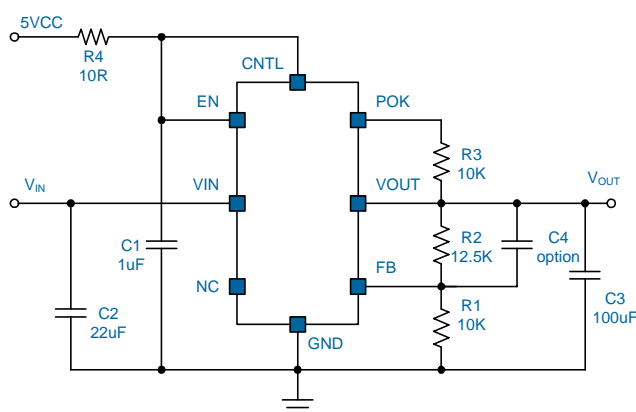 5VCC
R4
10R
CNTL
EN
POK
R3
10K
VIN
VIN
VOUT
VOUT
C1
1uF
R2
12.5K
C4
option
NC
FB
C2
22uF
R1
10K
C3
100uF
GND